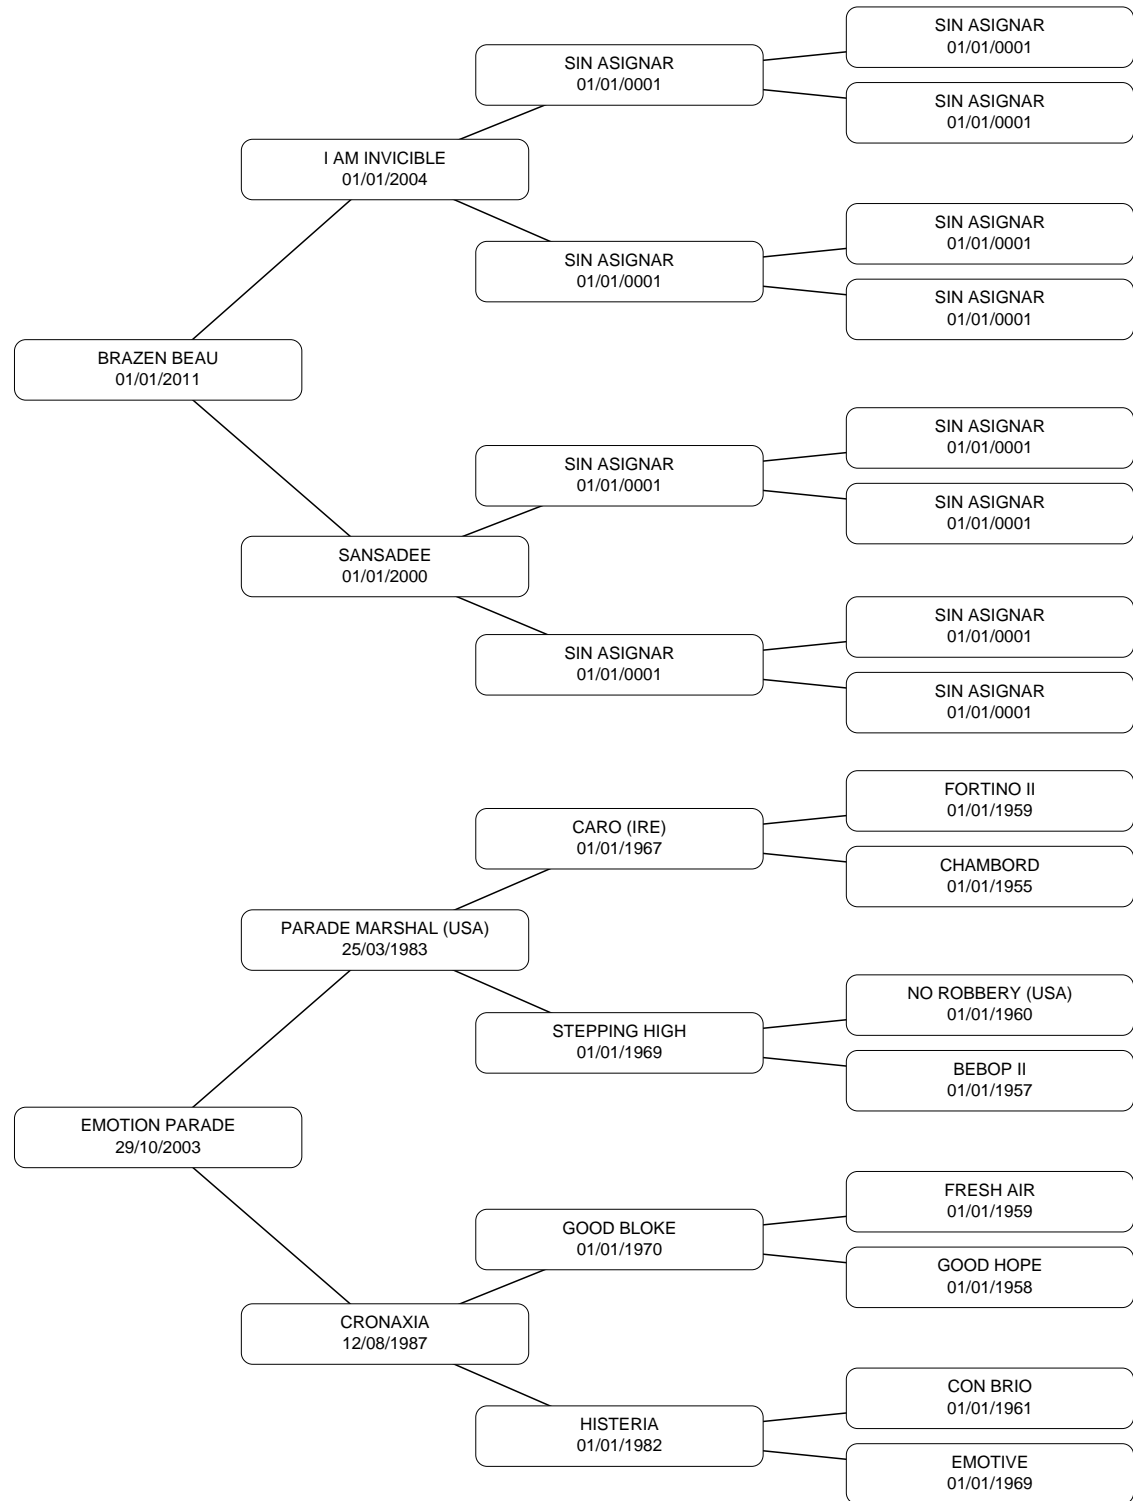 SIN ASIGNAR
01/01/0001
SIN ASIGNAR
01/01/0001
SIN ASIGNAR
01/01/0001
I AM INVICIBLE
01/01/2004
SIN ASIGNAR
01/01/0001
SIN ASIGNAR
01/01/0001
SIN ASIGNAR
01/01/0001
BRAZEN BEAU
01/01/2011
SIN ASIGNAR
01/01/0001
SIN ASIGNAR
01/01/0001
SIN ASIGNAR
01/01/0001
SANSADEE
01/01/2000
SIN ASIGNAR
01/01/0001
SIN ASIGNAR
01/01/0001
SIN ASIGNAR
01/01/0001
FORTINO II
01/01/1959
CARO (IRE)
01/01/1967
CHAMBORD
01/01/1955
PARADE MARSHAL (USA)
25/03/1983
NO ROBBERY (USA)
01/01/1960
STEPPING HIGH
01/01/1969
BEBOP II
01/01/1957
EMOTION PARADE
29/10/2003
FRESH AIR
01/01/1959
GOOD BLOKE
01/01/1970
GOOD HOPE
01/01/1958
CRONAXIA
12/08/1987
CON BRIO
01/01/1961
HISTERIA
01/01/1982
EMOTIVE
01/01/1969